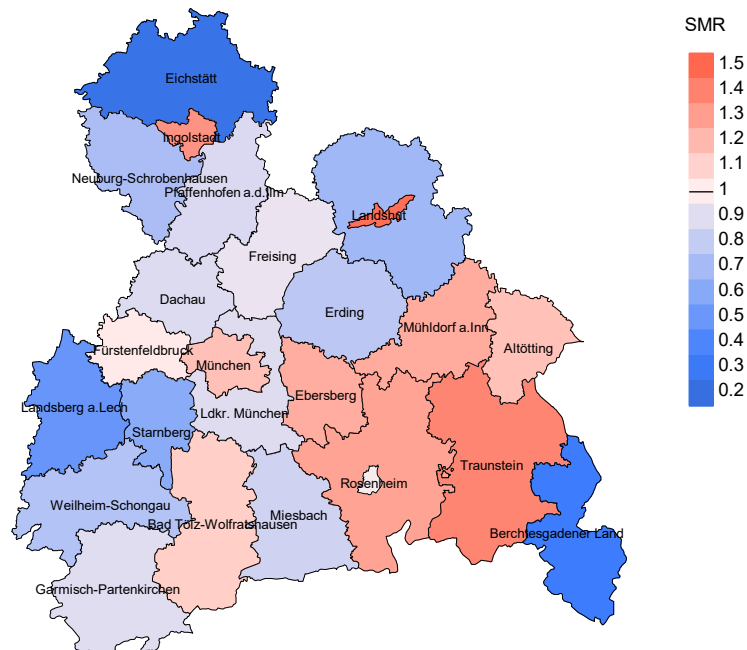 SMR
1.5
1.4
1.3
1.2
1.1
1
0.9
0.8
0.7
0.6
0.5
0.4
0.3
0.2
Eichstätt
Ingolstadt
Neuburg-Schrobenhausen
Pfaffenhofen a.d.Ilm
Landshut
Freising
Dachau
Erding
Mühldorf a.Inn
Altötting
Fürstenfeldbruck
München
Ebersberg
Landsberg a.Lech
Ldkr. München
Starnberg
Traunstein
Rosenheim
Weilheim-Schongau
Miesbach
Bad Tölz-Wolfratshausen
Berchtesgadener Land
Garmisch-Partenkirchen